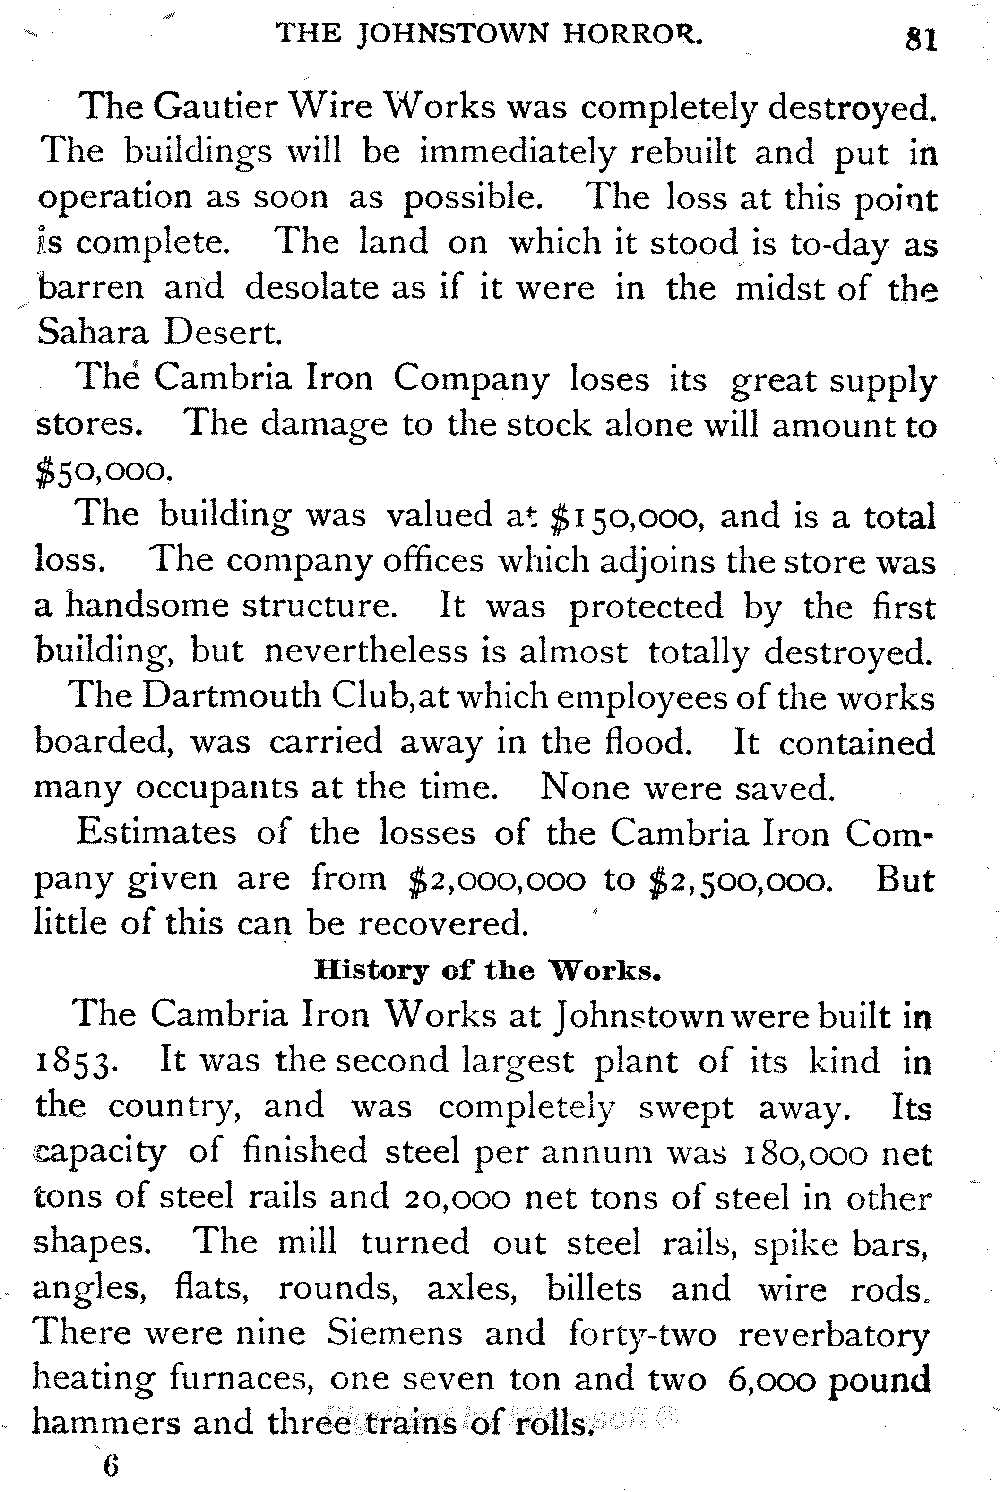 THE JOHNSTOWN HORROR. 81
The Gautier Wire Works was completely destroyed.
The buildings will be immediately rebuilt and put in
operation as soon as possible. The loss at this point
is complete. The land on which it stood is to-day as
barren and desolate as if it were in the midst of the
Sahara Desert.
The Cambria Iron Company loses its great supply
stores. The damage to the stock alone will amount to
$50,000.
The building was valued at $150,000, and is a total
loss. The company offices which adjoins the store was
a handsome structure. It was protected by the first
building, but nevertheless is almost totally destroyed.
The Dartmouth Club, at which employees of the works
boarded, was carried away in the flood. It contained
many occupants at the time. None were saved.
Estimates of the losses of the Cambria Iron Com-
pany given are from $2,000,000 to $2,500,000. But
little of this can be recovered.
History of the Works.
The Cambria Iron Works at Johnstown were built in
1853. It was the second largest plant of its kind in
the country, and was completely swept away. Its
capacity of finished steel per annum was 180,000 net
tons of steel rails and 20,000 net tons of steel in other
shapes. The mill turned out steel rails, spike bars,
angles, flats, rounds, axles, billets and wire rods.
There were nine Siemens and forty-two reverbatory
heating furnaces, one seven ton and two 6,000 pound
hammers and three trains of rolls.
6